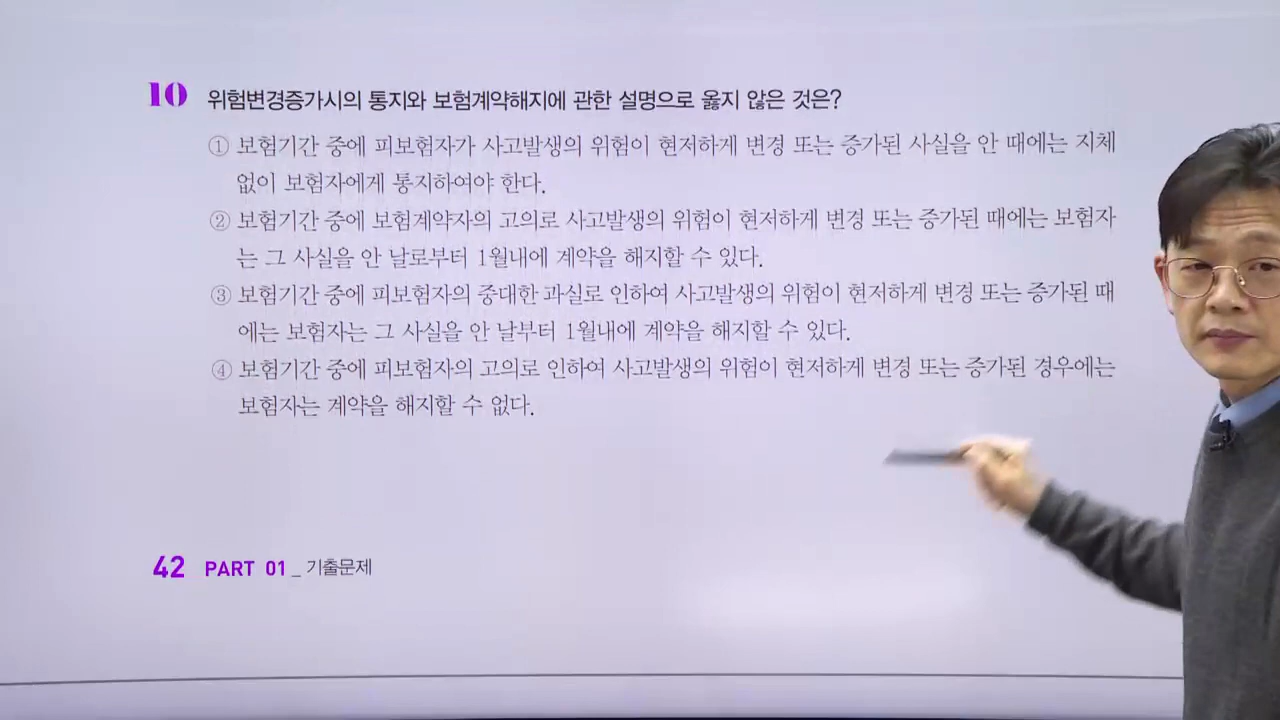 10 위험변경증가시의 통지와 보험계약해지에 관한 설명으로 옳지 않은 것은?
① 보험기간 중에 피보험자가 사고발생의 위험이 현저하게 변경 또는 증가된 사실을 안 때에는 지체
없이 보험자에게 통지하여야 한다.
② 보험기간 중에 보험계약자의 고의로 사고발생의 위험이 현저하게 변경 또는 증가된 때에는 보험자
는 그 사실을 안 날로부터 1월내에 계약을 해지할 수 있다.
③ 보험기간 중에 피보험자의 중대한 과실로 인하여 사고발생의 위험이 현저하게 변경 또는 증가된 때
에는 보험자는 그 사실을 안 날부터 1월내에 계약을 해지할 수 있다.
④ 보험기간 중에 피보험자의 고의로 인하여 사고발생의 위험이 현저하게 변경 또는 증가된 경우에는
보험자는 계약을 해지할 수 없다.
42 PART 01 _ 기출문제